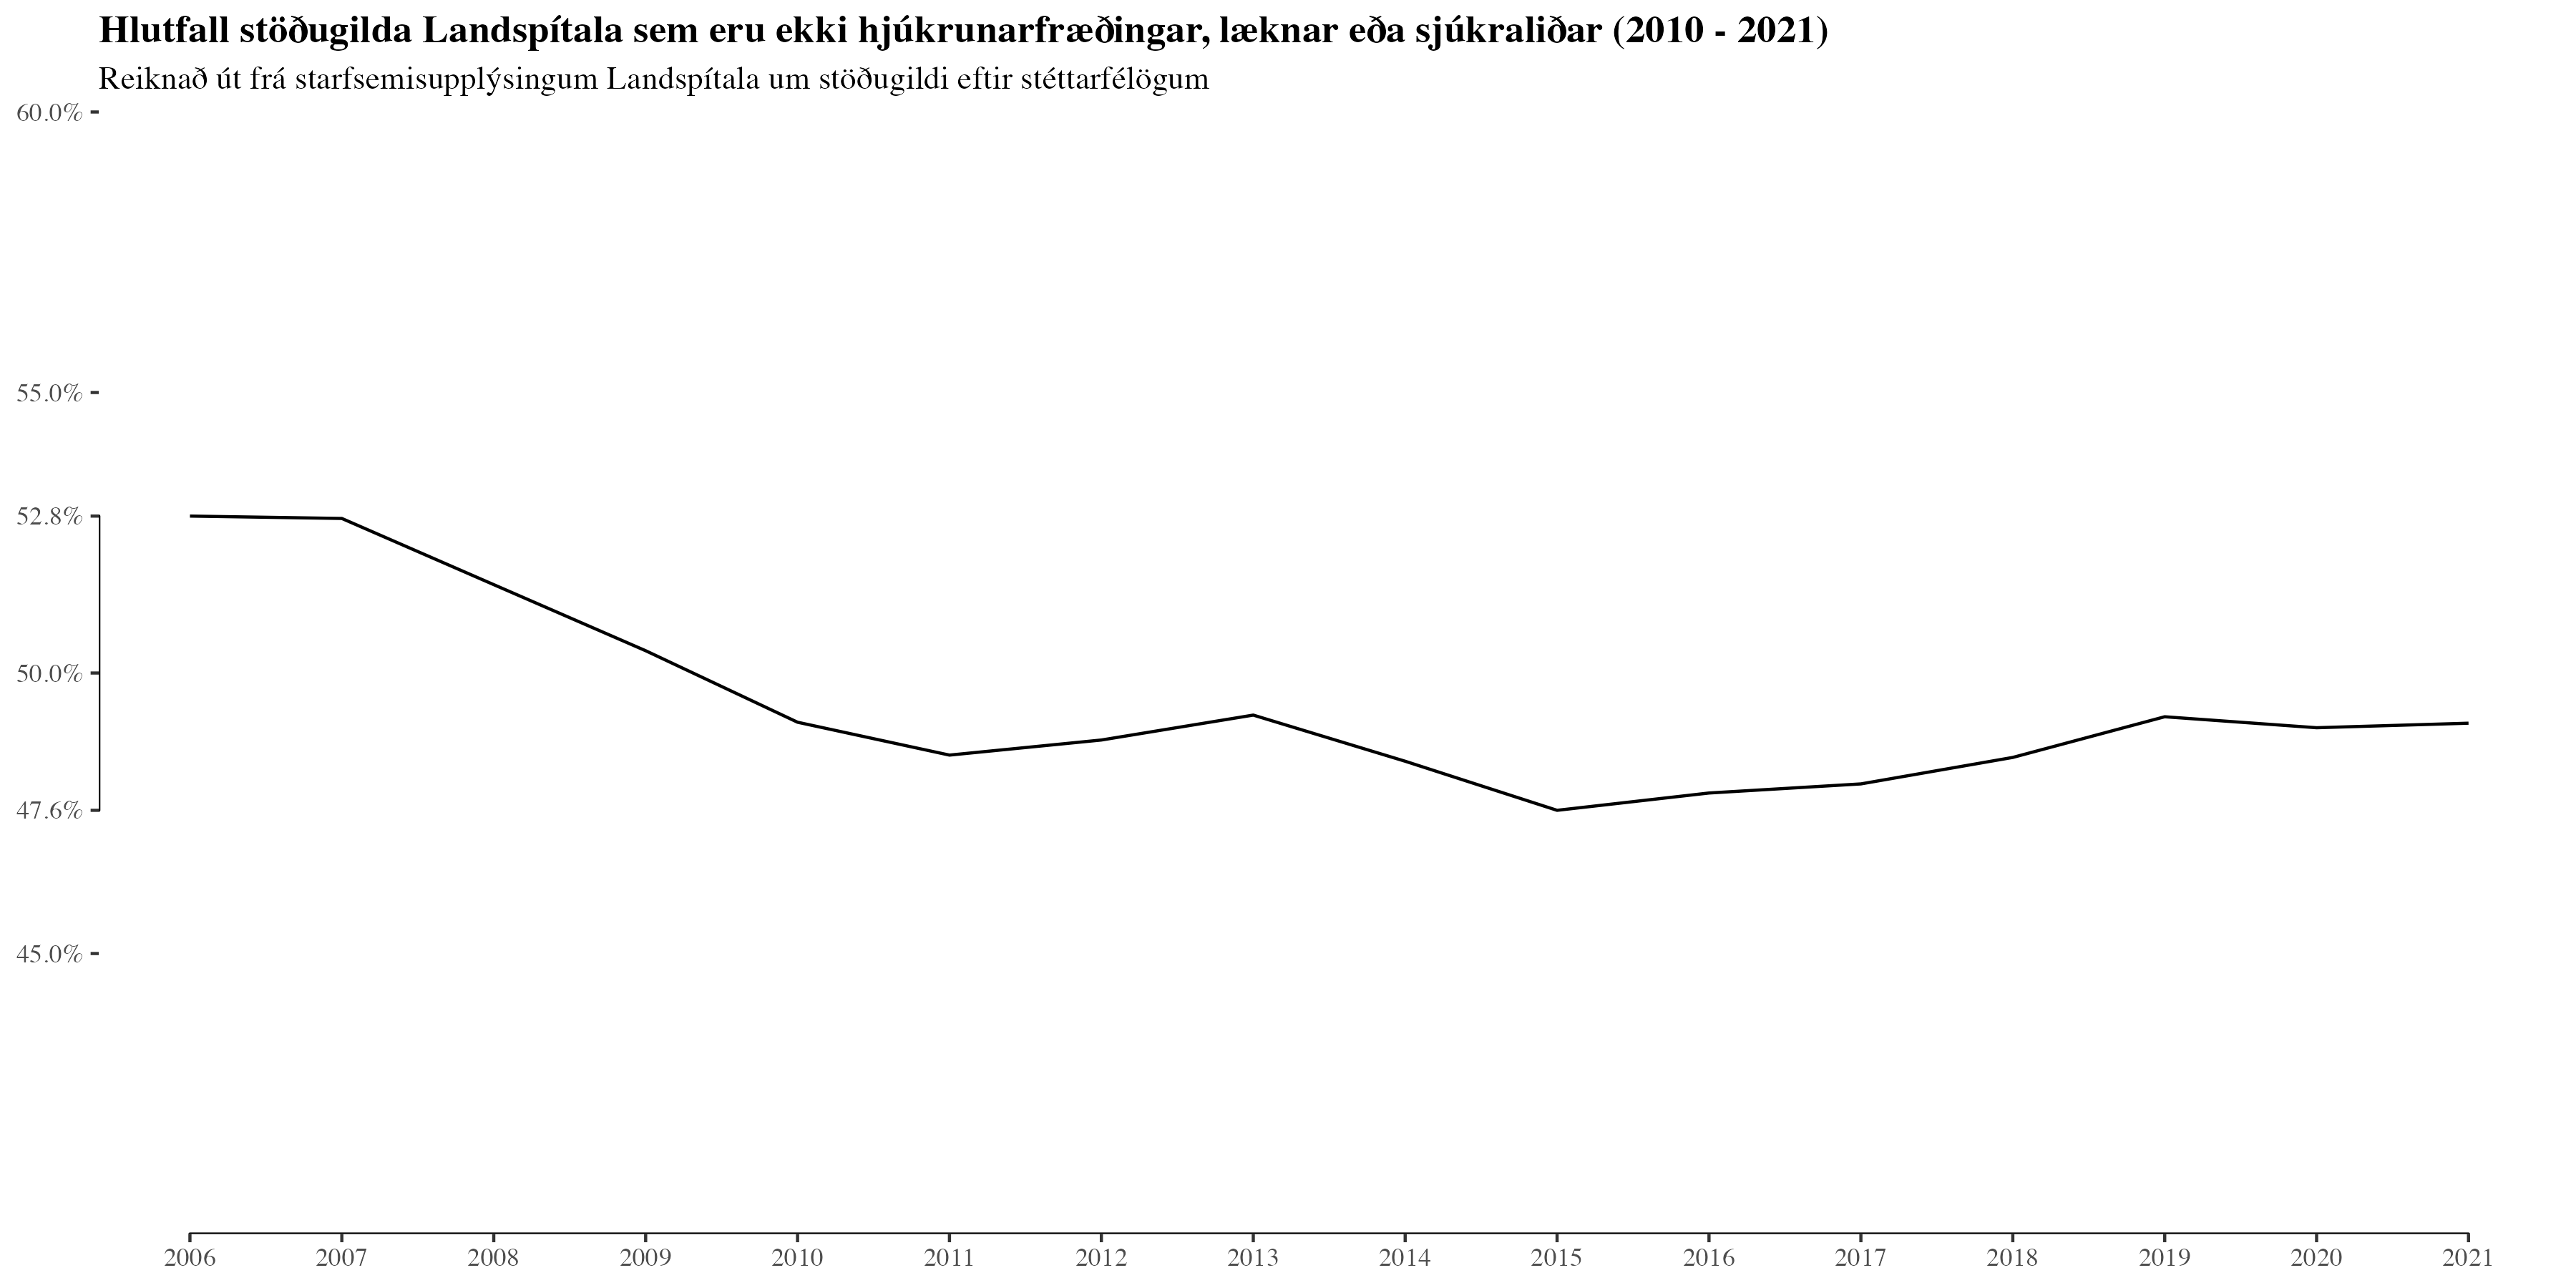 Hlutfall stöðugilda Landspítala sem eru ekki hjúkrunarfræðingar, læknar eða sjúkraliðar (2010 - 2021)
Reiknað út frá starfsemisupplýsingum Landspítala um stöðugildi eftir stéttarfélögum
60.0%
55.0%
52.8%
50.0%
47.6%
45.0%
2006 2007 2008 2009 2010 2011 2012 2013 2014 2015 2016 2017 2018 2019 2020 2021